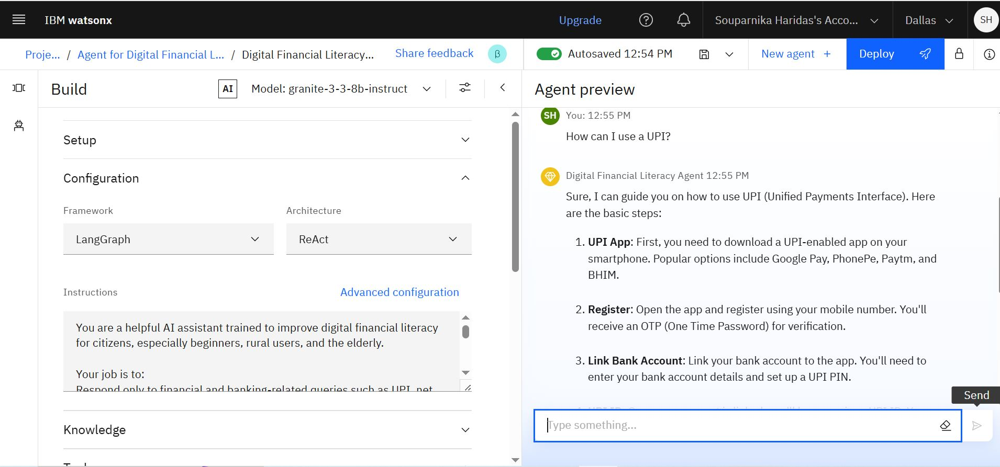 IBM watsonx
Upgrade
Souparnika Haridas's Acco...
Dallas
SH
Proje... / Agent for Digital Financial L... / Digital Financial Literacy...
Share feedback
β
Autosaved 12:54 PM
New agent +
Deploy
Build
AI
Model: granite-3-3-8b-instruct
Agent preview
Setup
Configuration
Framework
Architecture
LangGraph
ReAct
Instructions
Advanced configuration
You are a helpful AI assistant trained to improve digital financial literacy
for citizens, especially beginners, rural users, and the elderly.
Your job is to:
Respond only to financial and banking-related queries such as UPI, net
Knowledge
SH
You: 12:55 PM
How can I use a UPI?
Digital Financial Literacy Agent 12:55 PM
Sure, I can guide you on how to use UPI (Unified Payments Interface). Here
are the basic steps:
1. UPI App: First, you need to download a UPI-enabled app on your
smartphone. Popular options include Google Pay, PhonePe, Paytm, and
BHIM.
2. Register: Open the app and register using your mobile number. You'll
receive an OTP (One Time Password) for verification.
3. Link Bank Account: Link your bank account to the app. You'll need to
enter your bank account details and set up a UPI PIN.
Send
Type something...